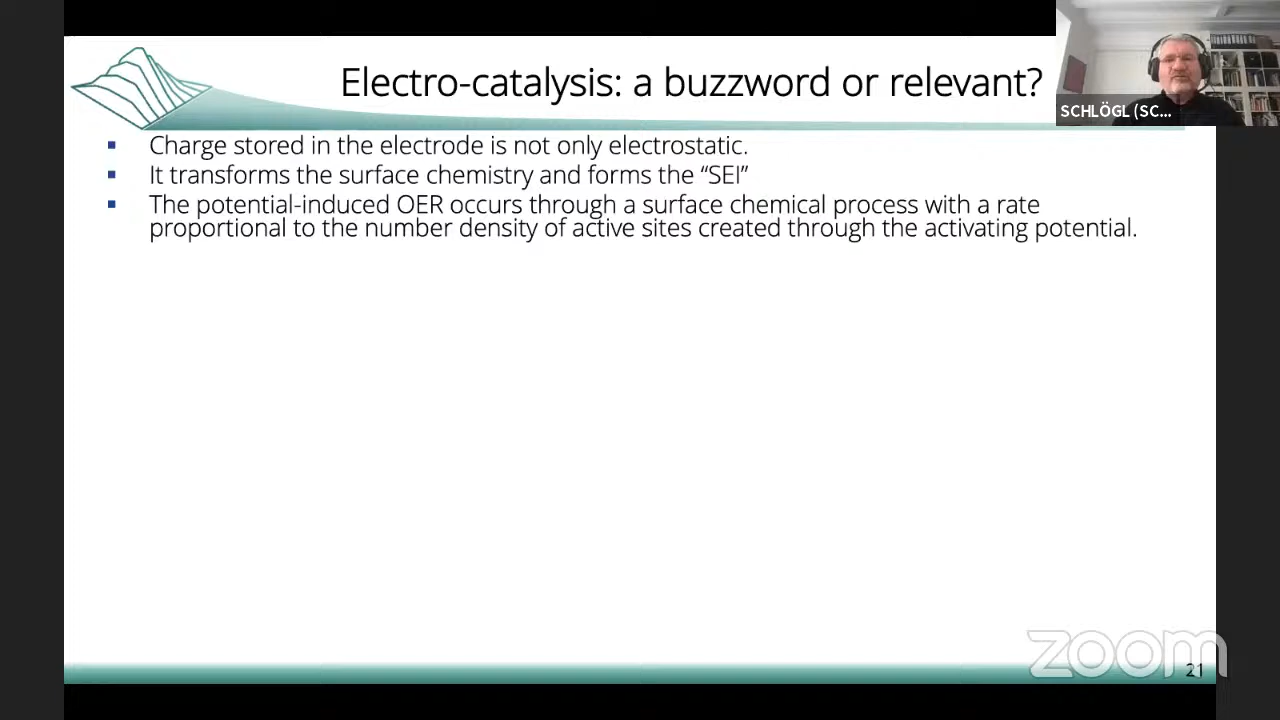 Electro-catalysis: a buzzword or relevant?
SCHLÖGL (SC...
Charge stored in the electrode is not only electrostatic.
It transforms the surface chemistry and forms the “SEI”
The potential-induced OER occurs through a surface chemical process with a rate
proportional to the number density of active sites created through the activating potential.
zoom
21